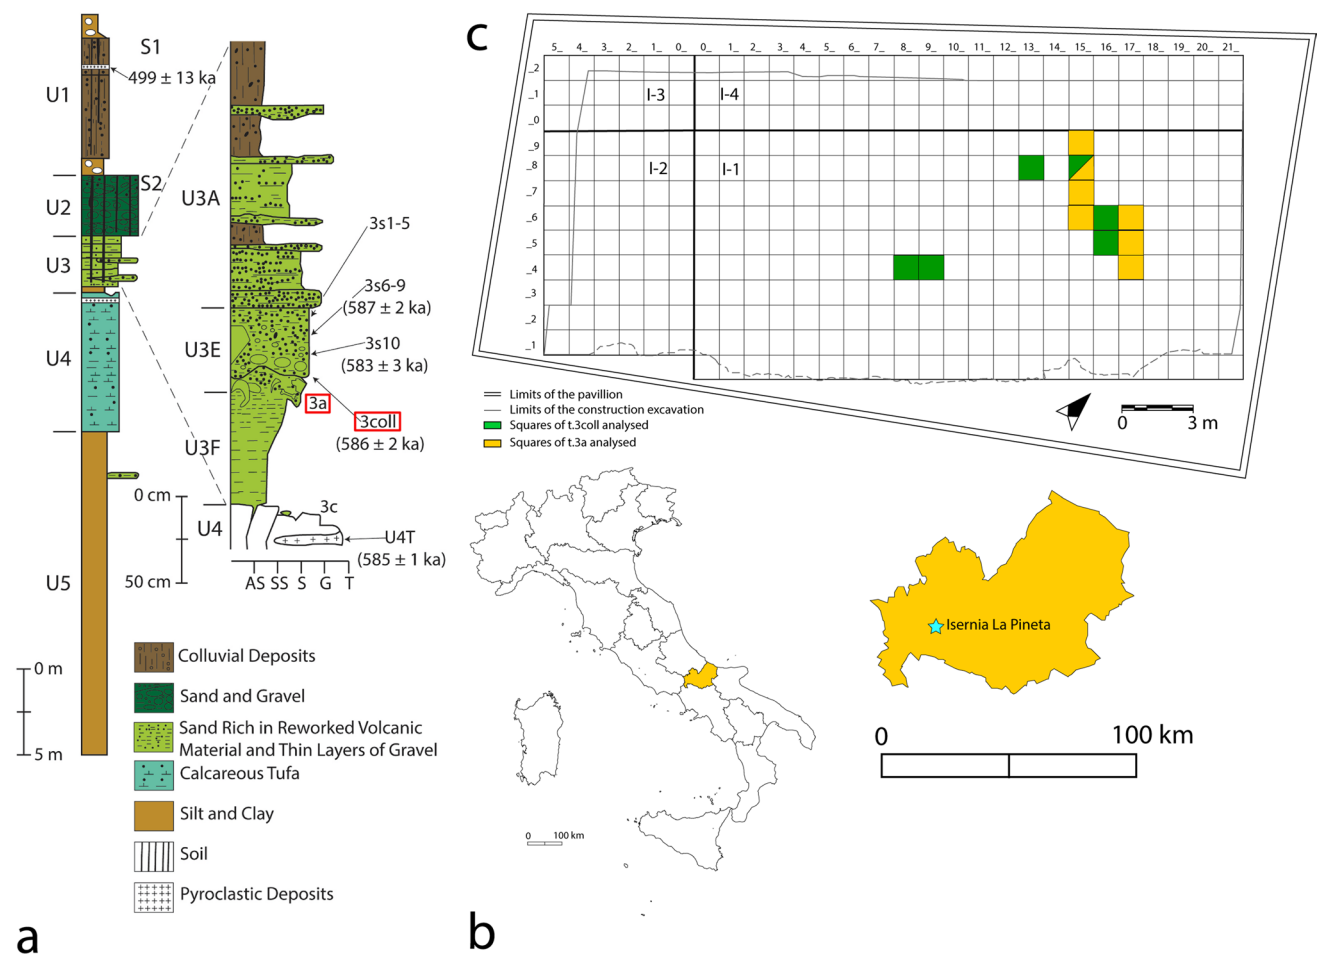 S1
499 ± 13 ka
U1
S2
U2
U3
U4
U5
0 m
5 m
U3A
3s1-5
3s6-9
(587 ± 2 ka)
U3E
3s10
(583 ± 3 ka)
3a
3coll
(586 ± 2 ka)
U3F
0 cm
50 cm
U4
3c
U4T
(585 ± 1 ka)
AS SS S G T
Colluvial Deposits
Sand and Gravel
Sand Rich in Reworked Volcanic
Material and Thin Layers of Gravel
Calcareous Tufa
Silt and Clay
Soil
Pyroclastic Deposits
a
c
5_ 4_ 3_ 2_ 1_ 0_ 0_ 1_ 2_ 3_ 4_ 5_ 6_ 7_ 8_ 9_ 10_ 11_ 12_ 13_ 14_ 15_ 16_ 17_ 18_ 19_ 20_ 21_
_2
_1
_0
_9
_8
_7
_6
_5
_4
_3
_2
_1
I-3 I-4
I-2 I-1
Limits of the pavillion
Limits of the construction excavation
Squares of t.3coll analysed
Squares of t.3a analysed
0 3 m
Isernia La Pineta
0 100 km
0 100 km
b